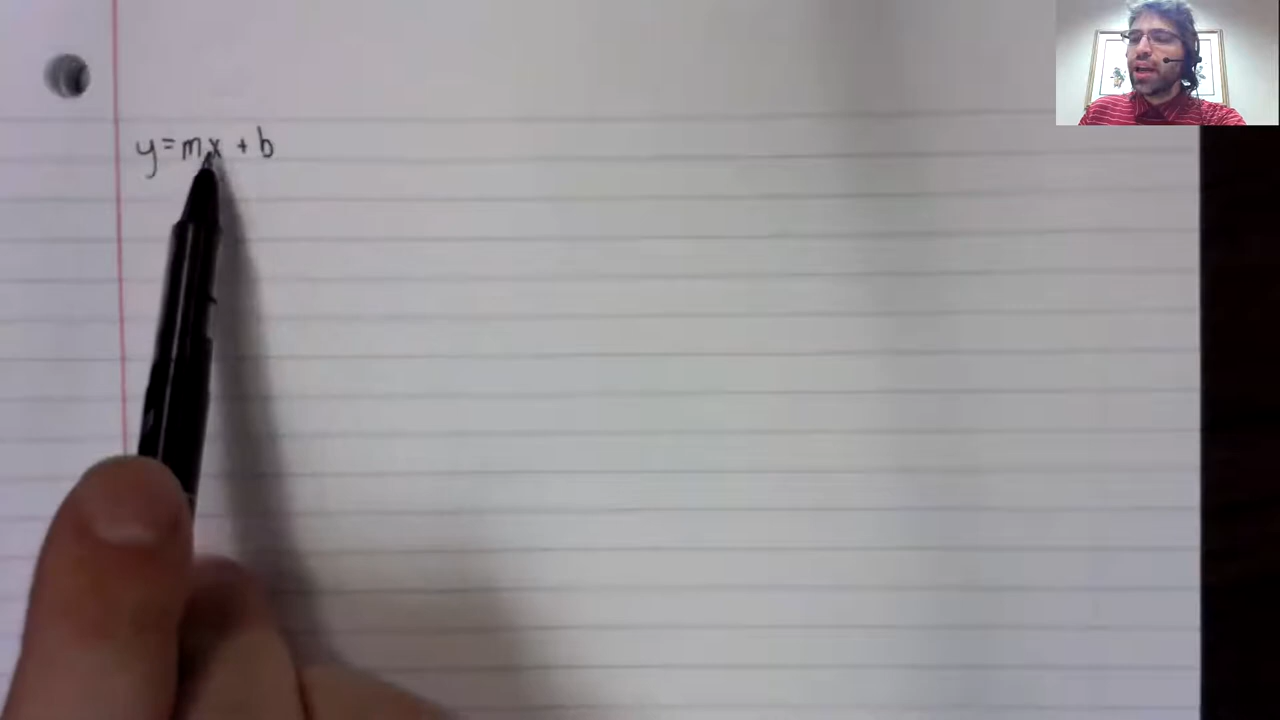 y = mx + b